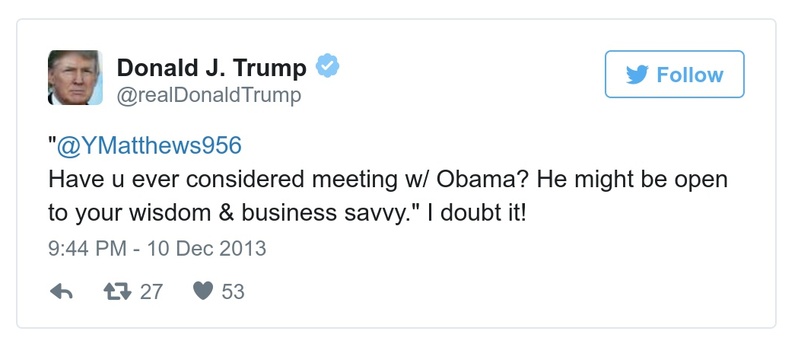 Donald J. Trump
@realDonaldTrump
Follow
"@YMatthews956
Have u ever considered meeting w/ Obama? He might be open
to your wisdom & business savvy." I doubt it!
9:44 PM - 10 Dec 2013
27 53